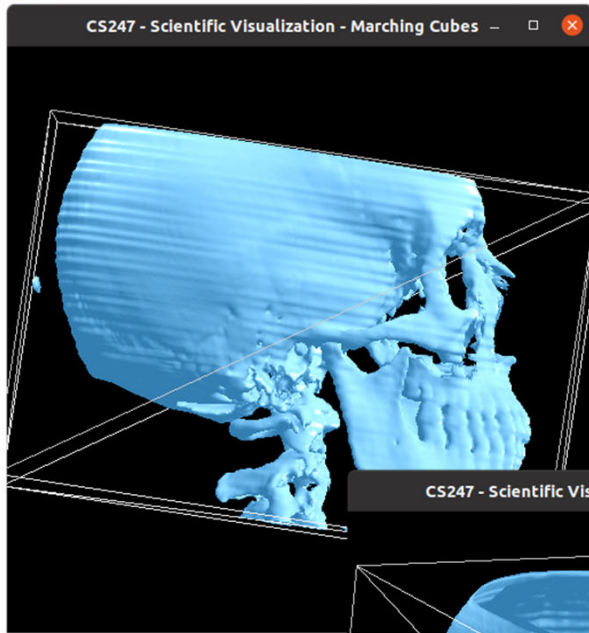 CS247 - Scientific Visualization - Marching Cubes
CS247 - Scientific Vis